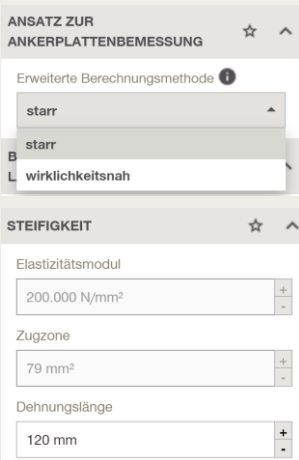 ANSATZ ZUR
ANKERPLATTENBEMESSUNG
Erweiterte Berechnungsmethode
starr
starr
wirklichkeitsnah
B
L
STEIFIGKEIT
Elastizitätsmodul
200.000 N/mm²
+
-
Zugzone
79 mm²
+
-
Dehnungslänge
120 mm
+
-